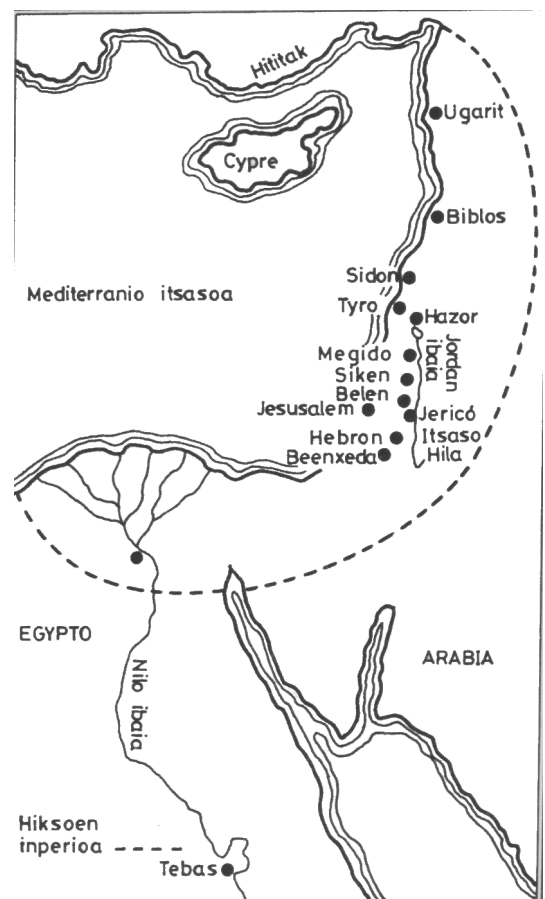 Hititak
Ugarit
Cypre
Biblos
Sidon
Mediterranio itsasoa
Tyro
Hazor
Jordan
ibaia
Megido
Siken
Belen
Jesusalem
Jericó
Hebron
Itsaso
Hila
Beenxeda
EGYPTO
ARABIA
Nilo ibaia
Hiksoen
inperioa
Tebas